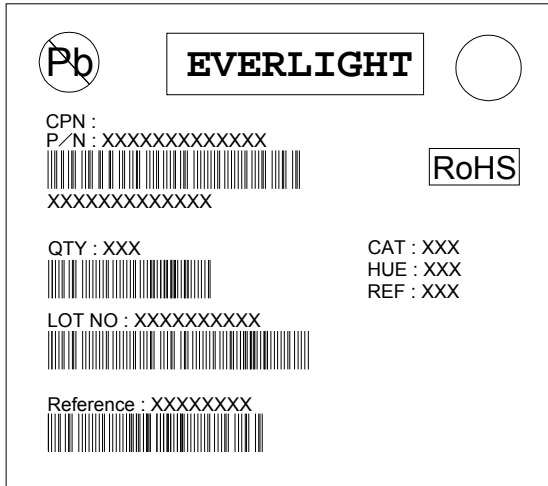 Pb
EVERLIGHT
CPN :
P/N : XXXXXXXXXXXXX
RoHS
XXXXXXXXXXXXX
QTY : XXX
CAT : XXX
HUE : XXX
REF : XXX
LOT NO : XXXXXXXXXX
Reference : XXXXXXXX